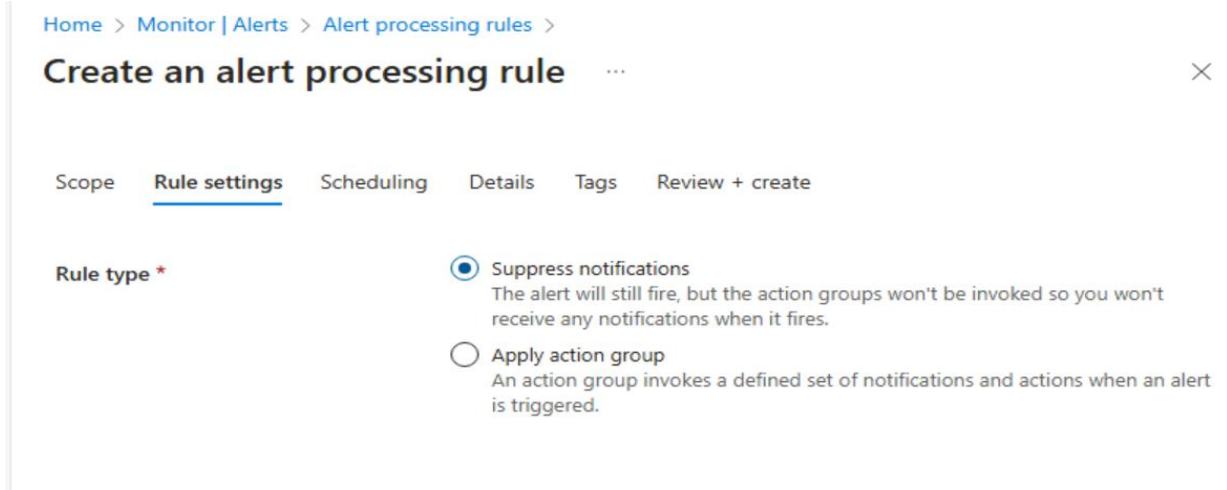 Home > Monitor | Alerts > Alert processing rules >
Create an alert processing rule ...
Scope Rule settings Scheduling Details Tags Review + create
Rule type *
Suppress notifications
The alert will still fire, but the action groups won't be invoked so you won't
receive any notifications when it fires.
Apply action group
An action group invokes a defined set of notifications and actions when an alert
is triggered.